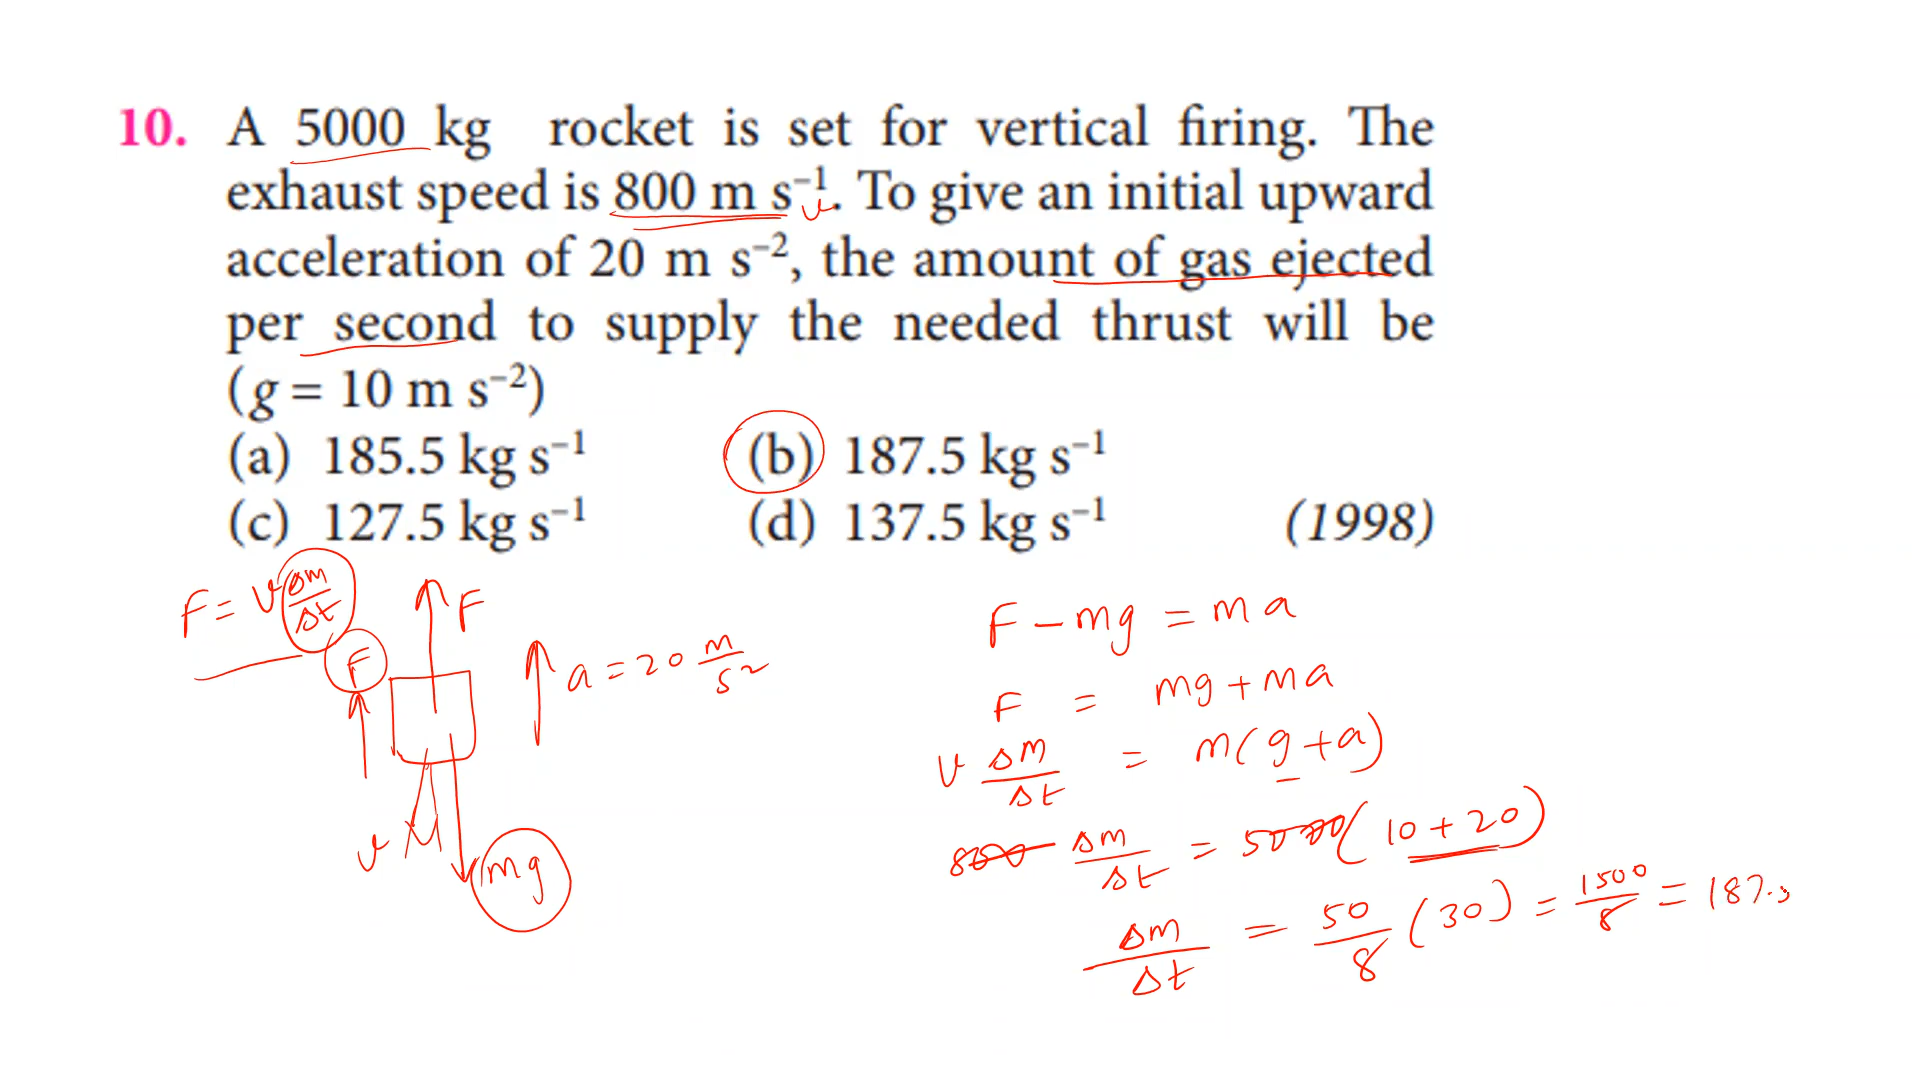 10. A 5000 kg rocket is set for vertical firing. The
exhaust speed is 800 m s⁻¹. To give an initial upward
acceleration of 20 m s⁻², the amount of gas ejected
per second to supply the needed thrust will be
(g = 10 m s⁻²)
(a) 185.5 kg s⁻¹ (b) 187.5 kg s⁻¹
(c) 127.5 kg s⁻¹ (d) 137.5 kg s⁻¹ (1998)
F = v Δm/Δt
F
F
a = 20 m/s²
v
mg
F - mg = ma
F = mg + ma
v Δm/Δt = m(g+a)
800 Δm/Δt = 5000(10+20)
Δm/Δt = 50/8 (30) = 1500/8 = 187.